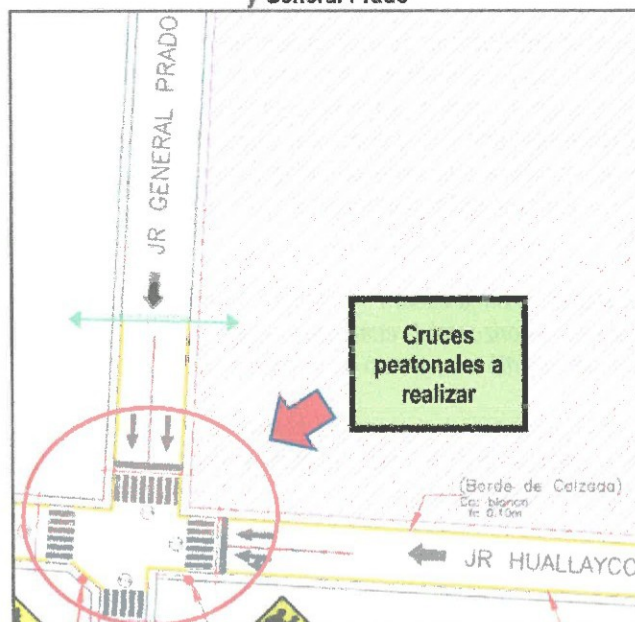 y General Prado
JR GENERAL PRADO
Cruces
peatonales a
realizar
(Borde de Calzada)
JR HUALLAYCO